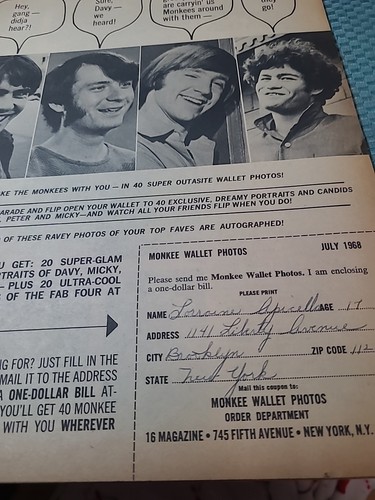 Hey,
gang
didja
hear?!
Sure,
Davy —
we
heard!
are carryin' us
Monkees around
with them —
go!
KE THE MONKEES WITH YOU — IN 40 SUPER OUTASITE WALLET PHOTOS!
ARADE AND FLIP OPEN YOUR WALLET TO 40 EXCLUSIVE, DREAMY PORTRAITS AND CANDIDS
, PETER AND MICKY—AND WATCH ALL YOUR FRIENDS FLIP WHEN YOU DO!
OF THESE RAVEY PHOTOS OF YOUR TOP FAVES ARE AUTOGRAPHED!
U GET: 20 SUPER-GLAM
TRAITS OF DAVY, MICKY,
— PLUS 20 ULTRA-COOL
OF THE FAB FOUR AT
NG FOR? JUST FILL IN THE
MAIL IT TO THE ADDRESS
A ONE-DOLLAR BILL AT-
YOU'LL GET 40 MONKEE
WITH YOU WHEREVER
MONKEE WALLET PHOTOS JULY 1968
Please send me Monkee Wallet Photos. I am enclosing
a one-dollar bill.
PLEASE PRINT
NAME Lorraine Apicella AGE 17
ADDRESS 1141 Liberty Avenue
CITY Brooklyn ZIP CODE 112
STATE New York
Mail this coupon to:
MONKEE WALLET PHOTOS
ORDER DEPARTMENT
16 MAGAZINE • 745 FIFTH AVENUE • NEW YORK, N.Y.